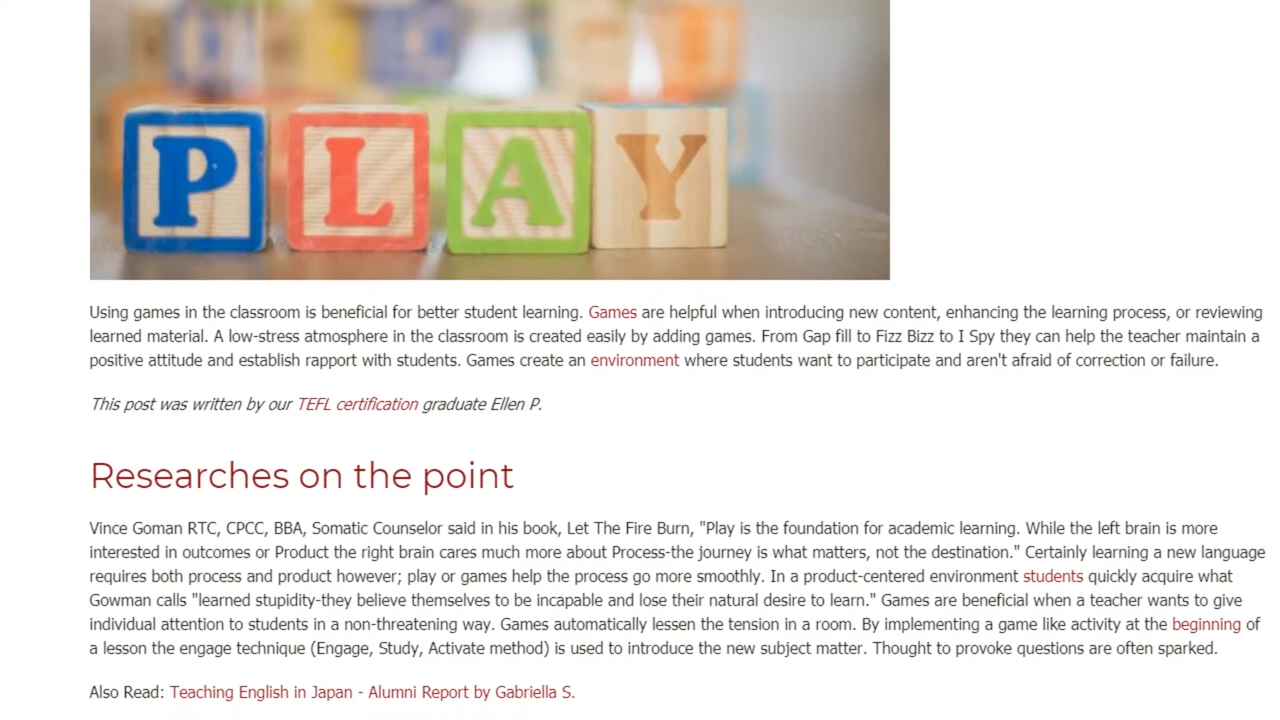 PLAY
Using games in the classroom is beneficial for better student learning. Games are helpful when introducing new content, enhancing the learning process, or reviewing
learned material. A low-stress atmosphere in the classroom is created easily by adding games. From Gap fill to Fizz Bizz to I Spy they can help the teacher maintain a
positive attitude and establish rapport with students. Games create an environment where students want to participate and aren't afraid of correction or failure.
This post was written by our TEFL certification graduate Ellen P.
Researches on the point
Vince Goman RTC, CPCC, BBA, Somatic Counselor said in his book, Let The Fire Burn, "Play is the foundation for academic learning. While the left brain is more
interested in outcomes or Product the right brain cares much more about Process-the journey is what matters, not the destination." Certainly learning a new language
requires both process and product however; play or games help the process go more smoothly. In a product-centered environment students quickly acquire what
Gowman calls "learned stupidity-they believe themselves to be incapable and lose their natural desire to learn." Games are beneficial when a teacher wants to give
individual attention to students in a non-threatening way. Games automatically lessen the tension in a room. By implementing a game like activity at the beginning of
a lesson the engage technique (Engage, Study, Activate method) is used to introduce the new subject matter. Thought to provoke questions are often sparked.
Also Read: Teaching English in Japan - Alumni Report by Gabriella S.